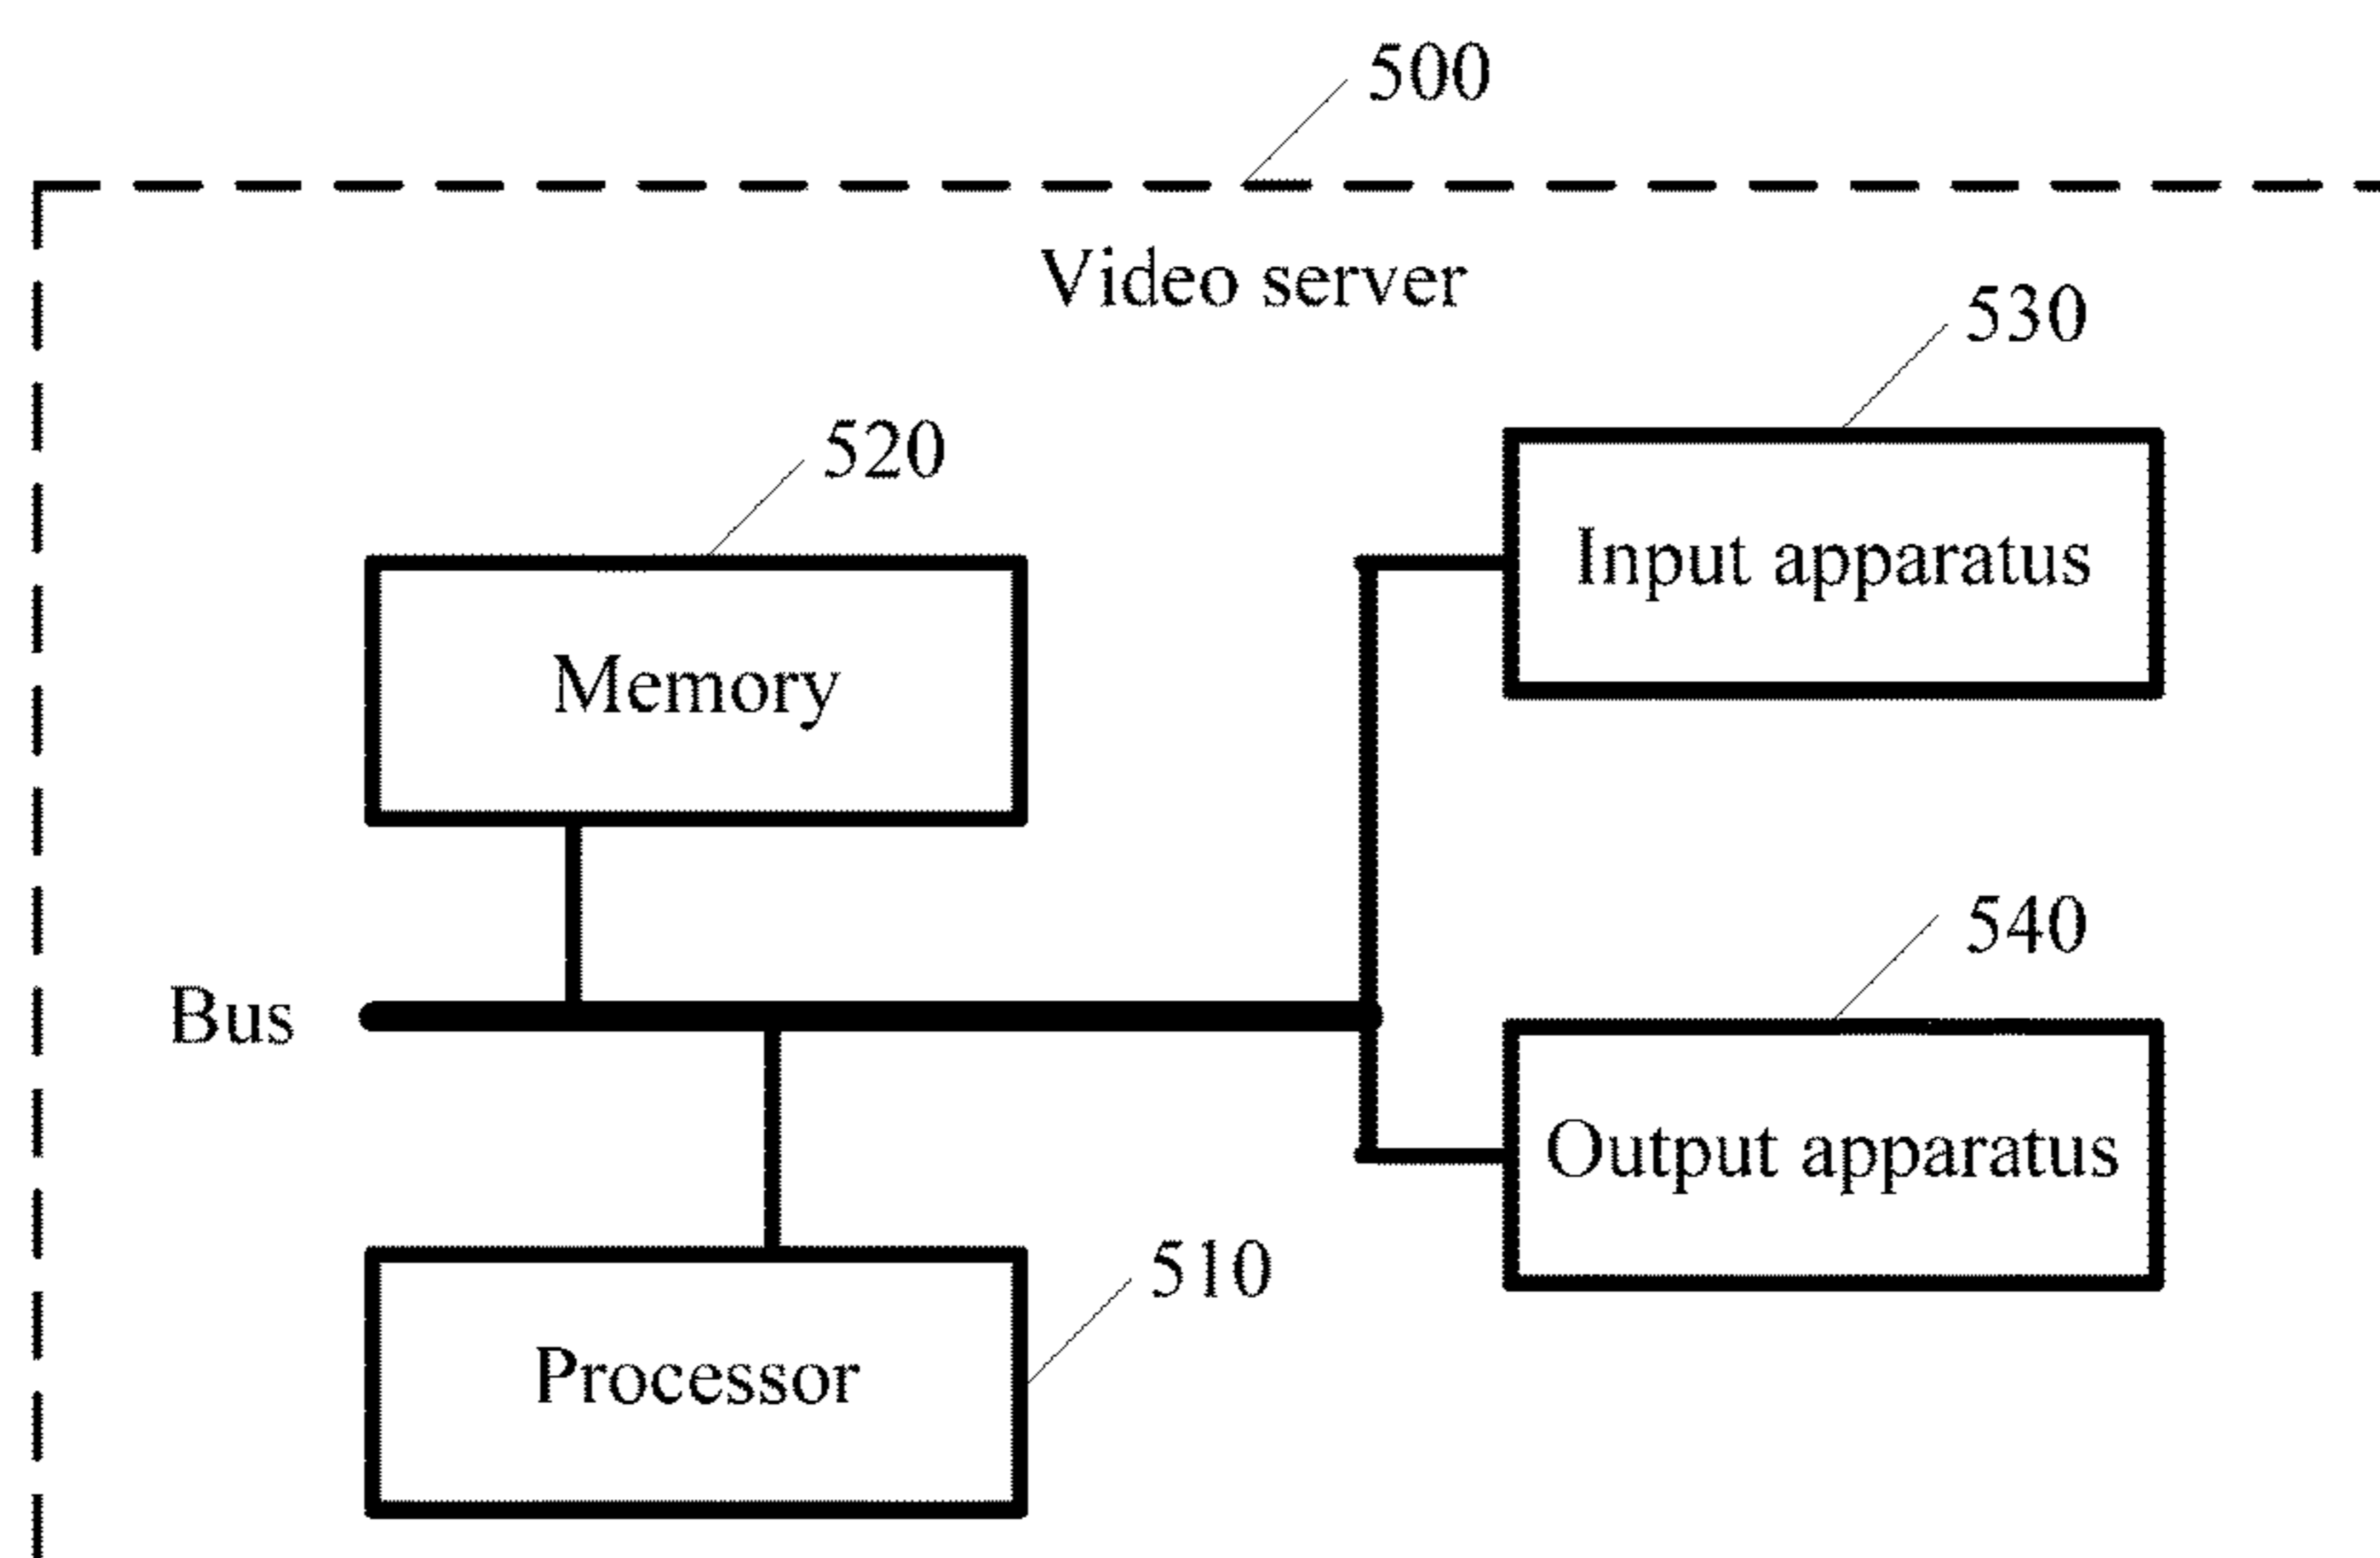 500
Video server
530
520
Input apparatus
Memory
540
Bus
Output apparatus
510
Processor